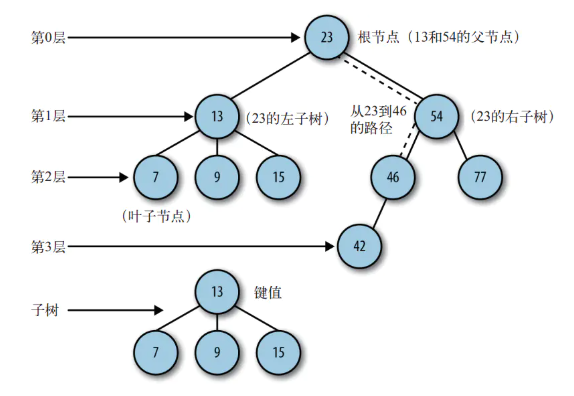 第0层
23
根节点（13和54的父节点）
第1层
13
(23的左子树）
从23到46
的路径
54
(23的右子树）
第2层
7
9
15
46
77
（叶子节点）
第3层
42
13
键值
子树
7
9
15